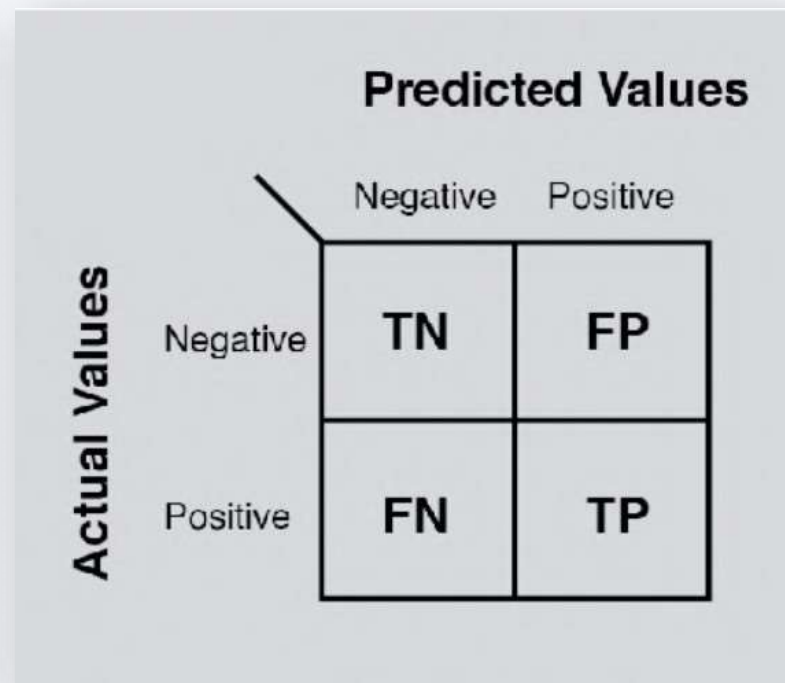 Predicted Values
Negative Positive
Actual Values
Negative TN FP
Positive FN TP